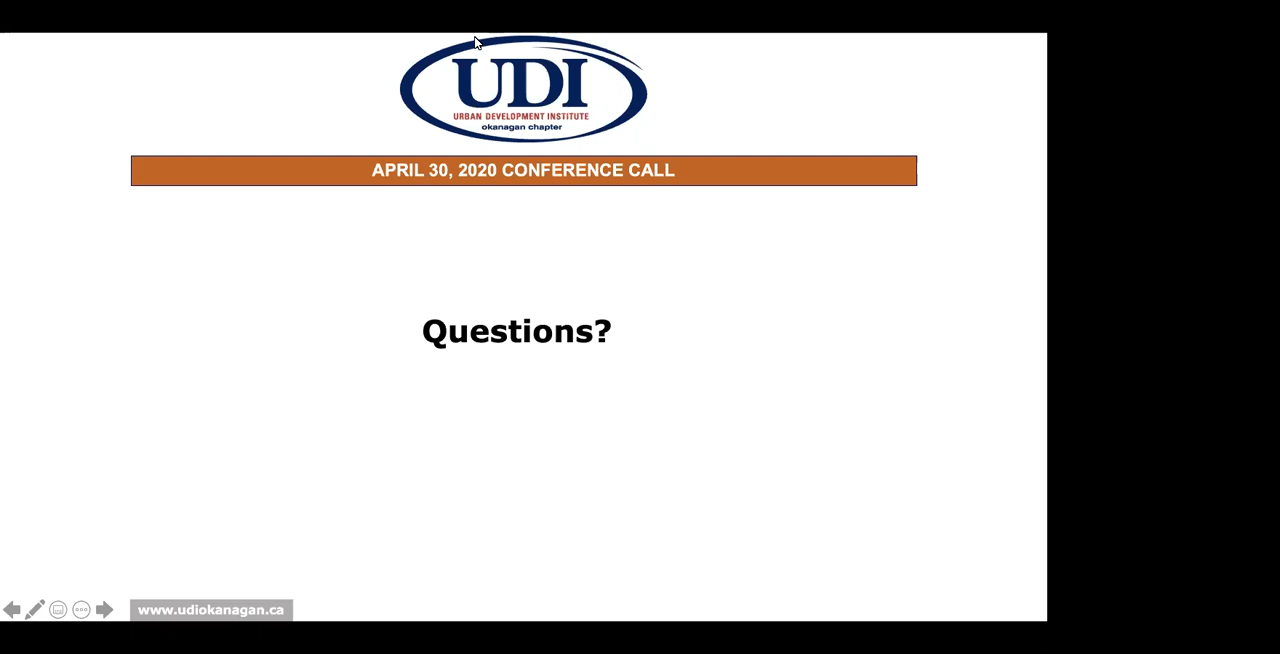 UDI
URBAN DEVELOPMENT INSTITUTE
okanagan chapter
APRIL 30, 2020 CONFERENCE CALL
Questions?
www.udiokanagan.ca